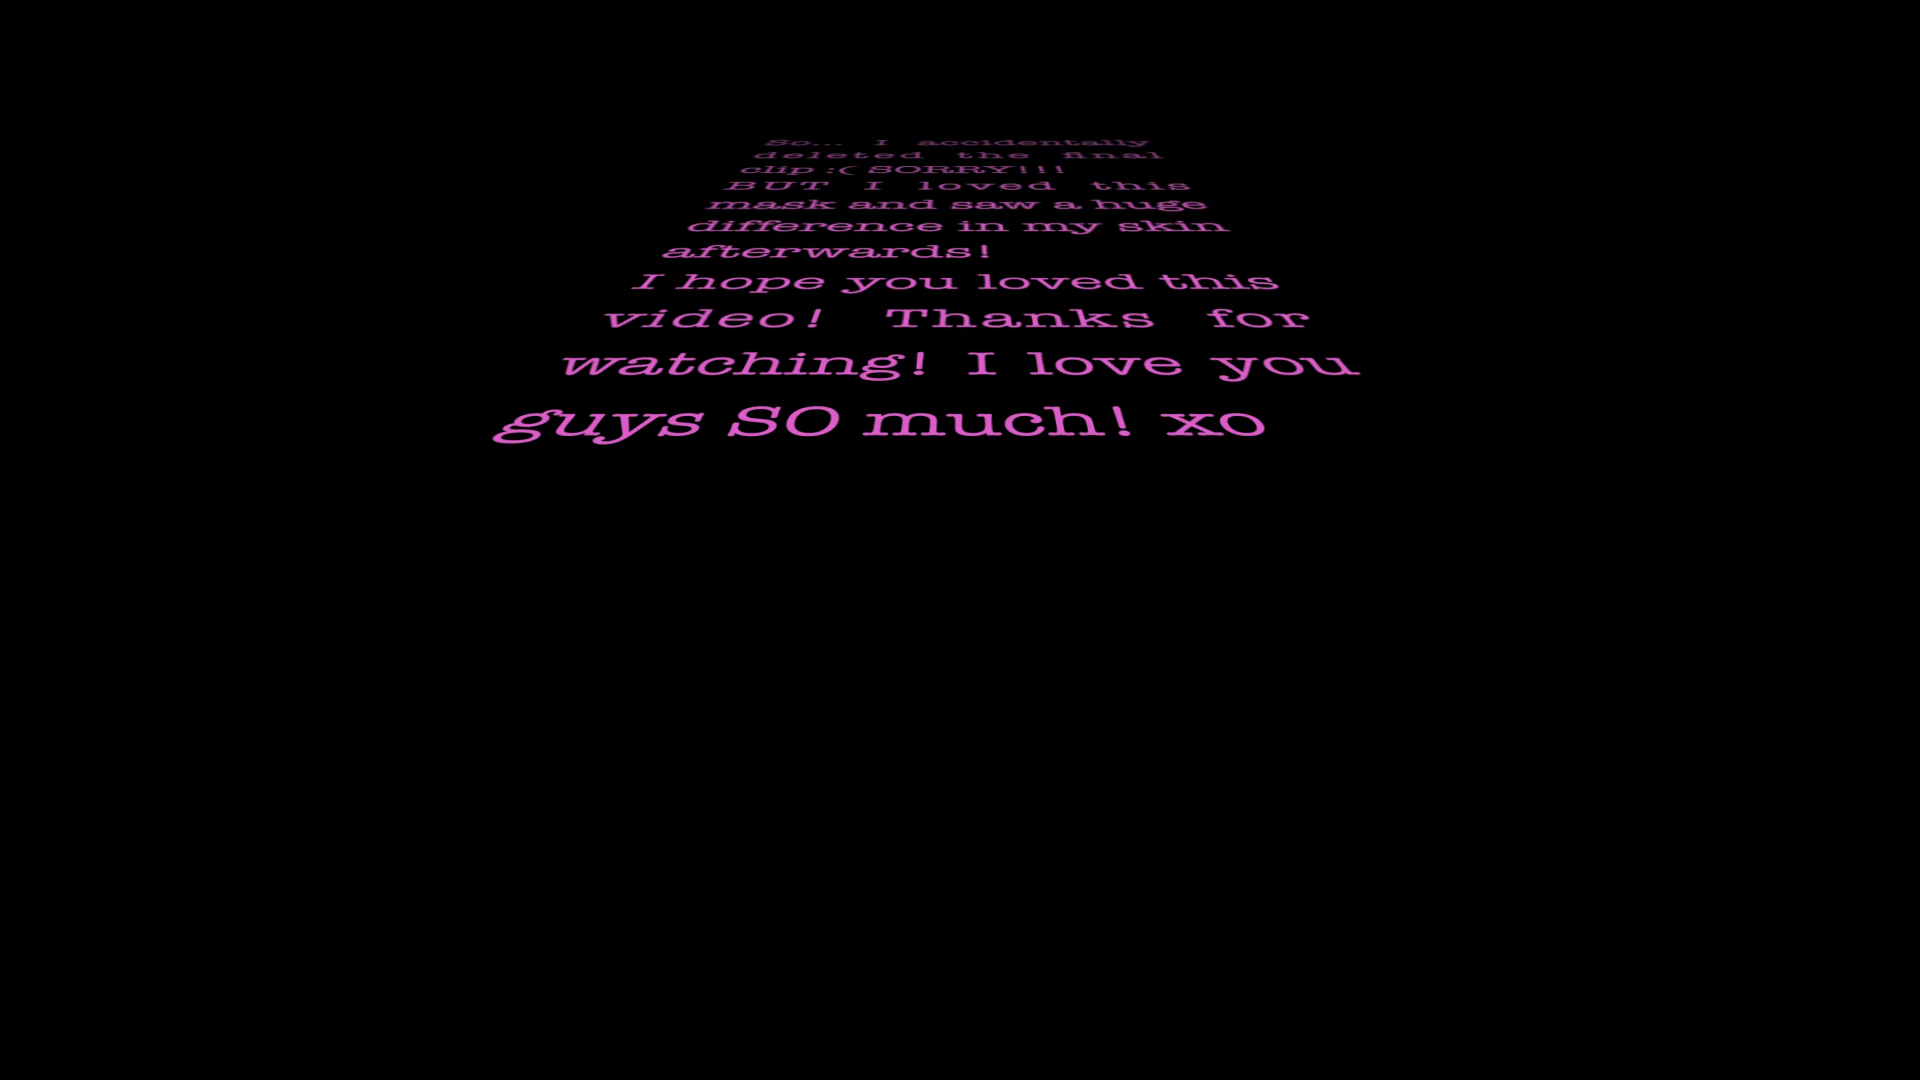 So... I accidentally
deleted the final
clip :( SORRY!!!
BUT I loved this
mask and saw a huge
difference in my skin
afterwards!
I hope you loved this
video! Thanks for
watching! I love you
guys SO much! xo